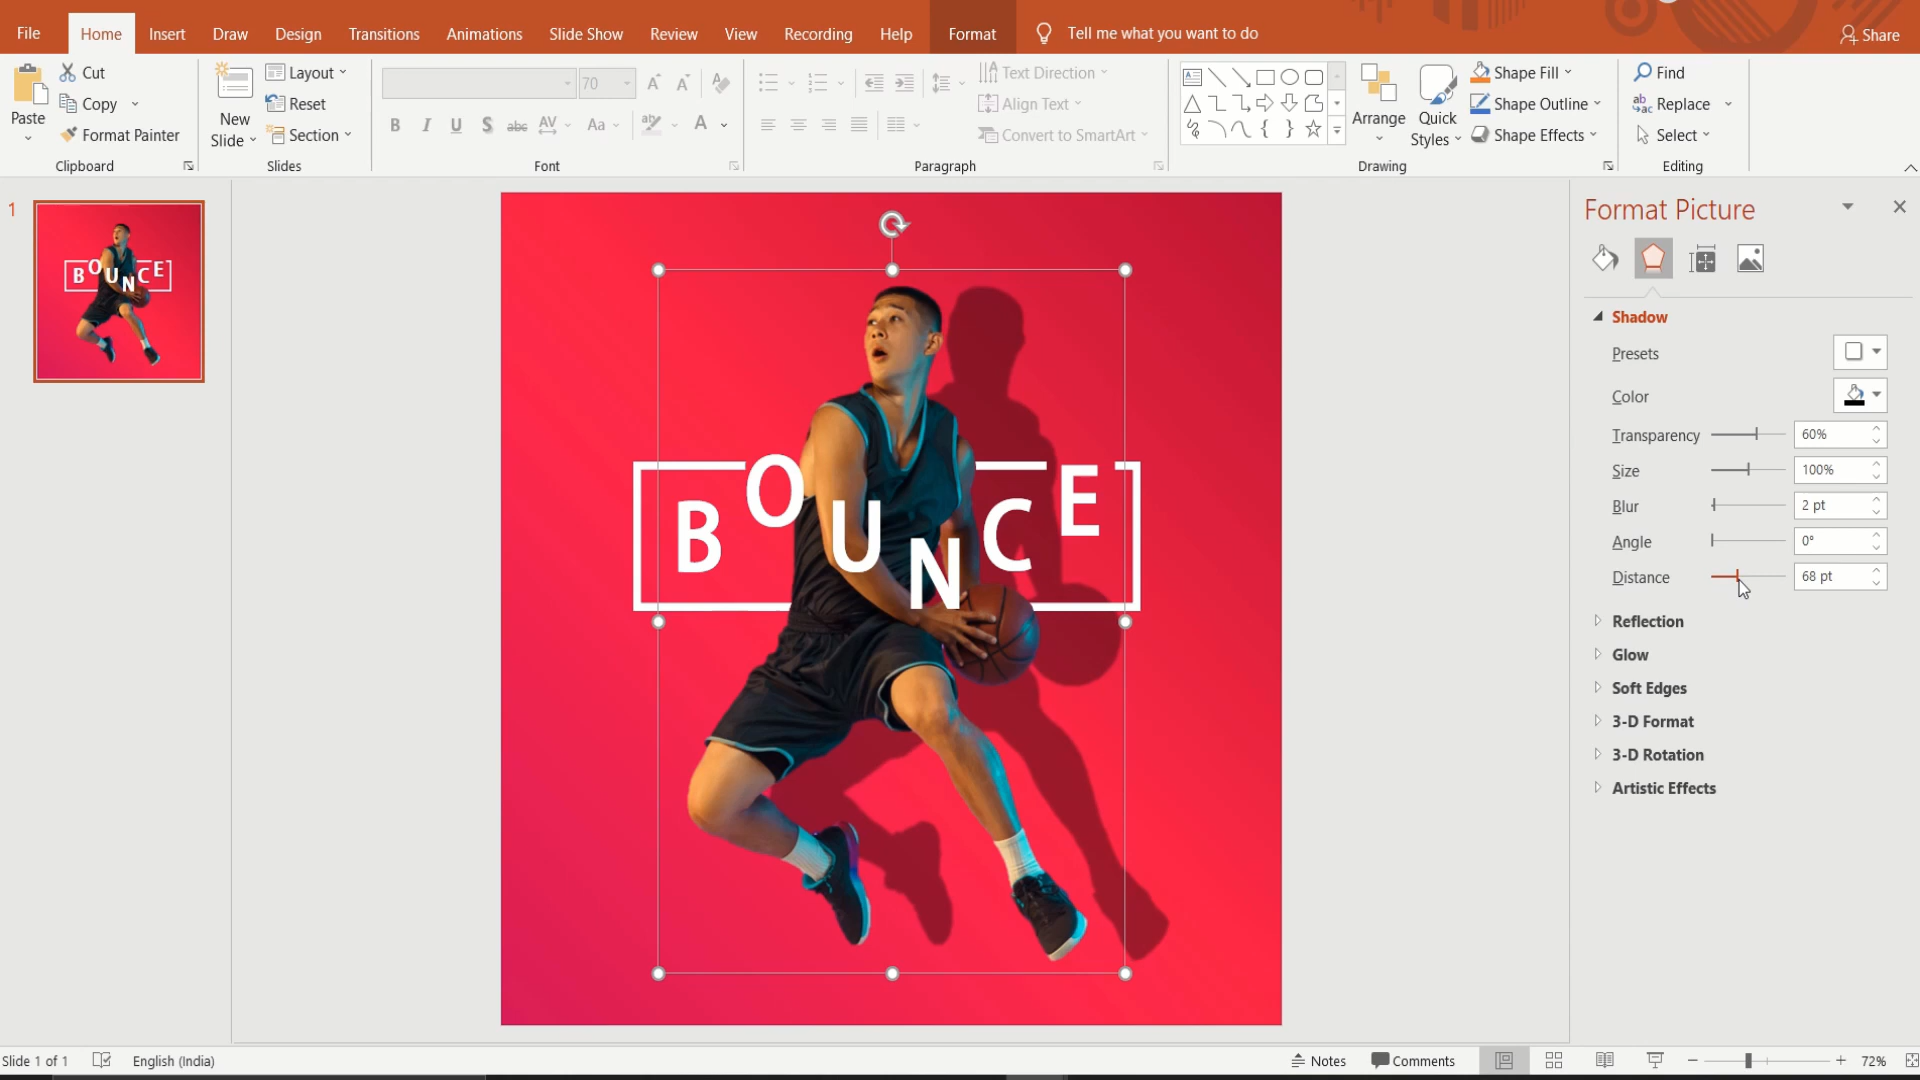 File Home Insert Draw Design Transitions Animations Slide Show Review View Recording Help Format Tell me what you want to do Share
Paste
Cut
Copy
Format Painter
Clipboard
New
Slide
Layout
Reset
Section
Slides
70
B I U S abc AV Aa ab A
Font
Text Direction
Align Text
Convert to SmartArt
Paragraph
A
Arrange
Quick
Styles
Shape Fill
Shape Outline
Shape Effects
Drawing
Find
Replace
Select
Editing
1
BOUNCE
BOUNCE
Format Picture
Shadow
Presets
Color
Transparency 60%
Size 100%
Blur 2 pt
Angle 0°
Distance 68 pt
Reflection
Glow
Soft Edges
3-D Format
3-D Rotation
Artistic Effects
Slide 1 of 1 English (India) Notes Comments 72%